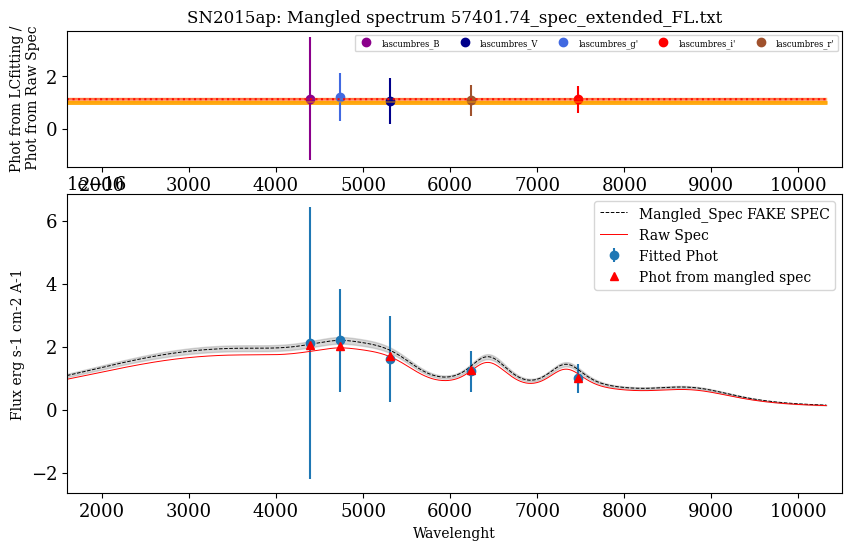 SN2015ap: Mangled spectrum 57401.74_spec_extended_FL.txt
Phot from LCfitting /
Phot from Raw Spec
lascumbres_B lascumbres_V lascumbres_g' lascumbres_i' lascumbres_r'
2
0
2000 3000 4000 5000 6000 7000 8000 9000 10000
Flux erg s-1 cm-2 A-1
Mangled_Spec FAKE SPEC
Raw Spec
Fitted Phot
Phot from mangled spec
6
4
2
0
−2
2000 3000 4000 5000 6000 7000 8000 9000 10000
Wavelenght